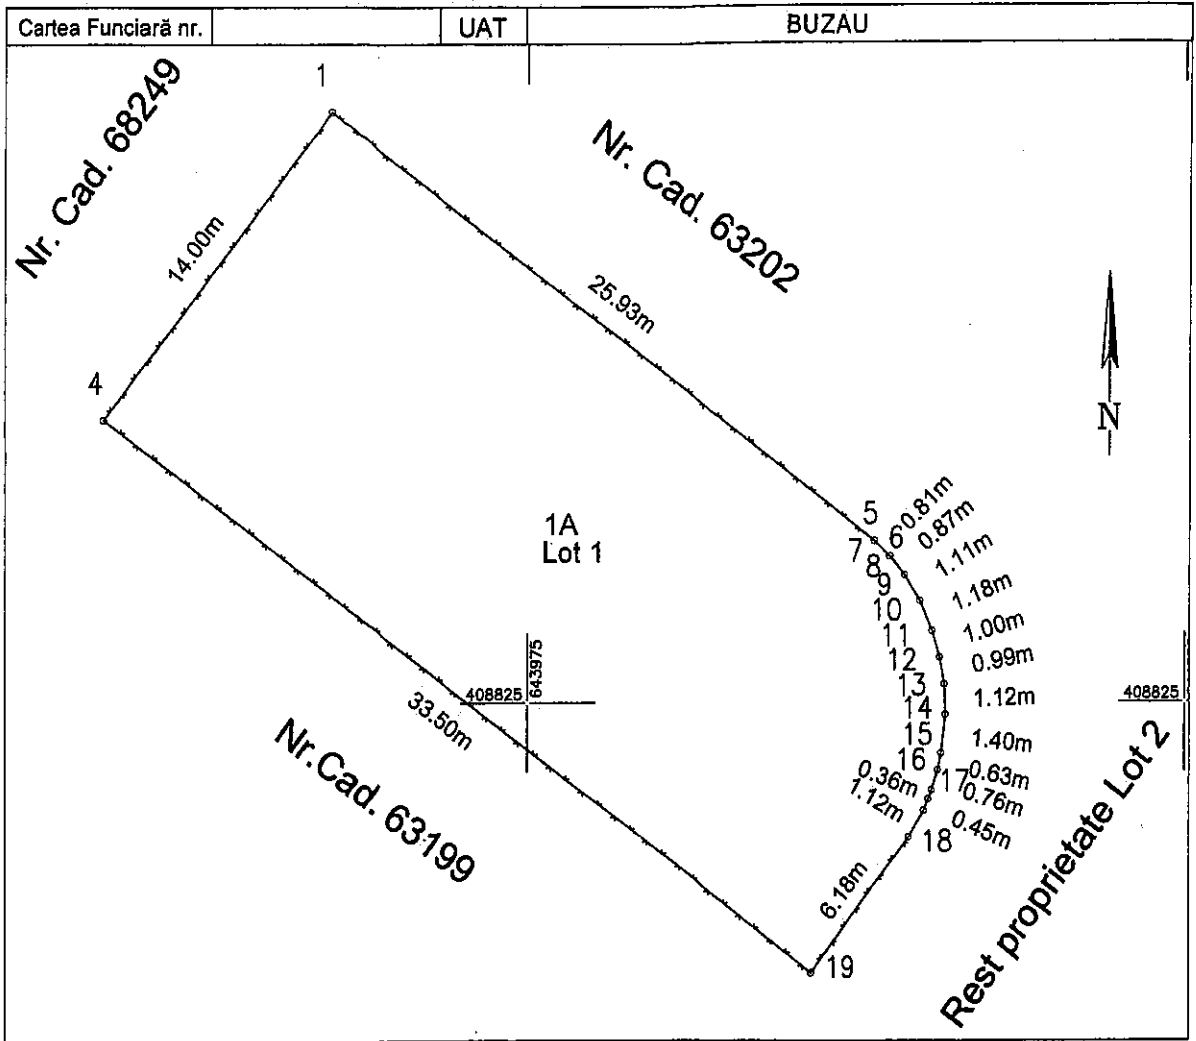 Cartea Funciară nr. UAT BUZAU
1
Nr. Cad. 68249
Nr. Cad. 63202
14.00m
25.93m
4
N
1A
Lot 1
5
6
7
8
9
10
11
12
13
14
15
16
17
18
19
0.81m
0.87m
1.11m
1.18m
1.00m
0.99m
1.12m
1.40m
0.63m
0.76m
0.45m
0.36m
1.12m
6.18m
408825
643975
408825
33.50m
Nr.Cad. 63199
Rest proprietate Lot 2